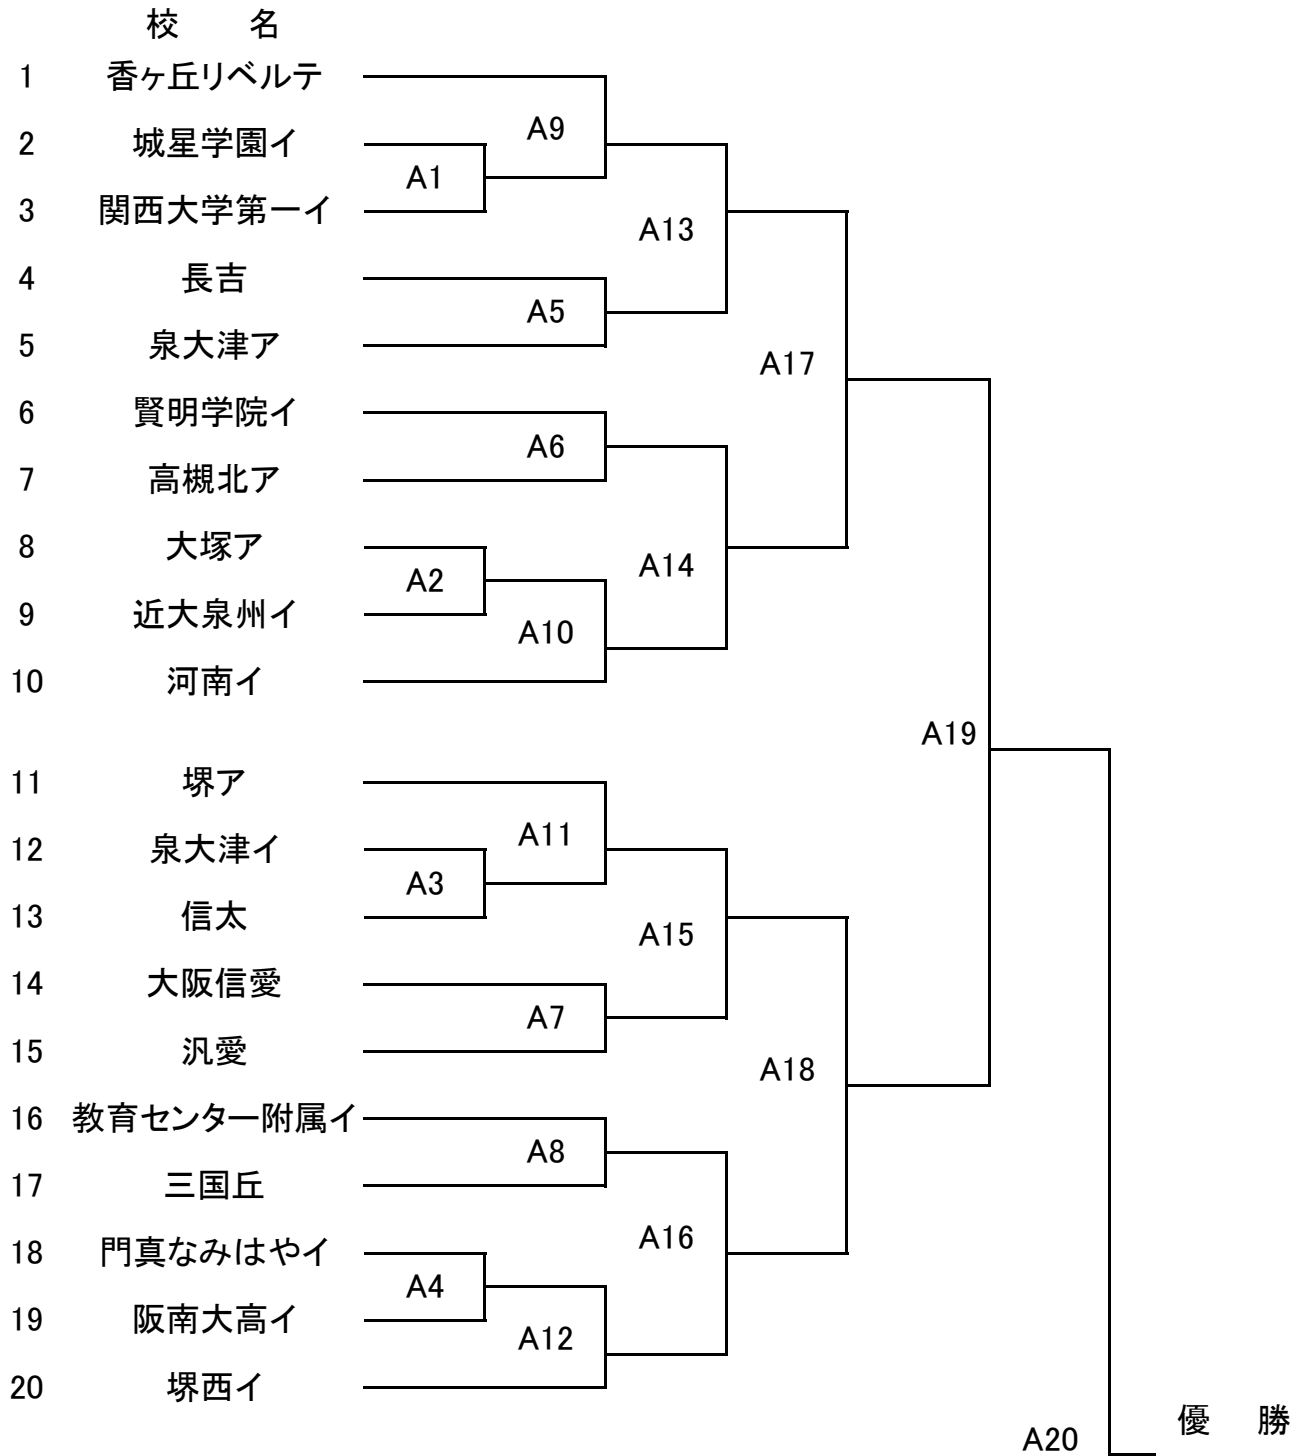 校 名
1 香ヶ丘リベルテ
A9
2 城星学園イ
A1
3 関西大学第一イ
A13
4 長吉
A5
5 泉大津ア
A17
6 賢明学院イ
A6
7 高槻北ア
8 大塚ア
A14
A2
9 近大泉州イ
A10
10 河南イ
A19
11 堺ア
A11
12 泉大津イ
A3
13 信太
A15
14 大阪信愛
A7
15 汎愛
A18
16 教育センター附属イ
A8
17 三国丘
A16
18 門真なみはやイ
A4
19 阪南大高イ
A12
20 堺西イ
優 勝
A20